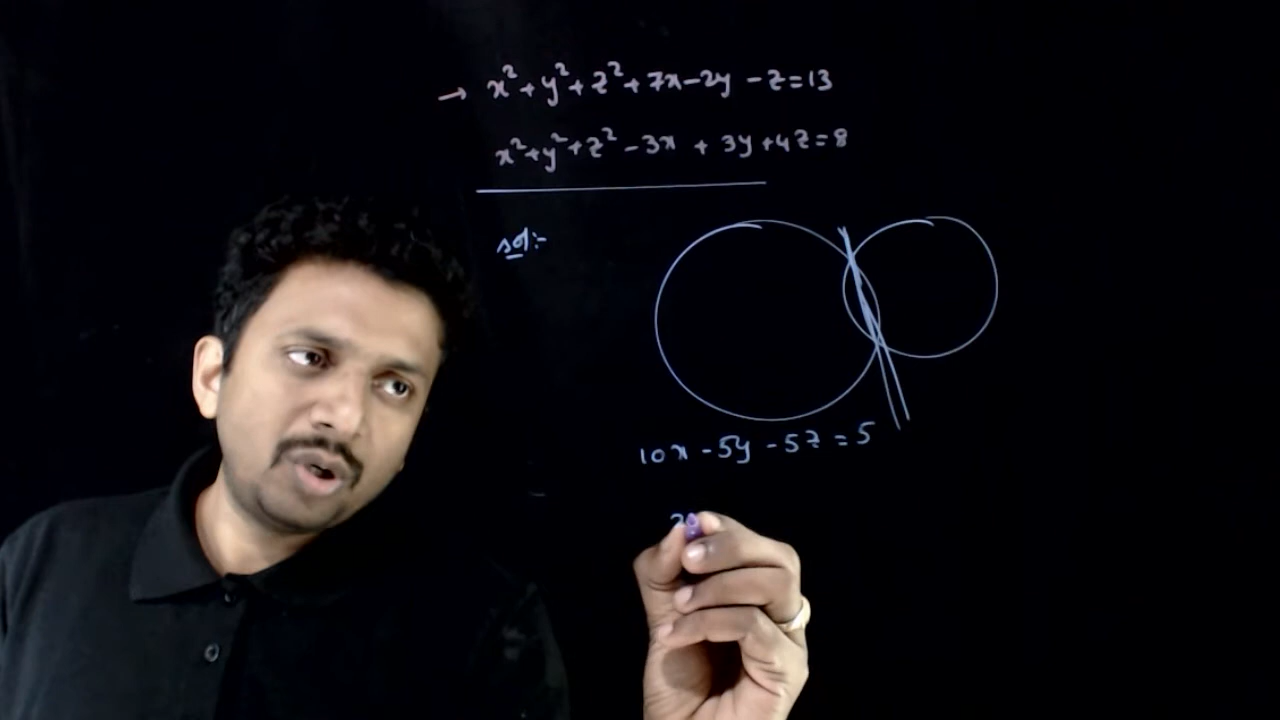 → x²+y²+z²+7x-2y-z=13
x²+y²+z²-3x+3y+4z=8
sol:-
10x-5y-5z=5